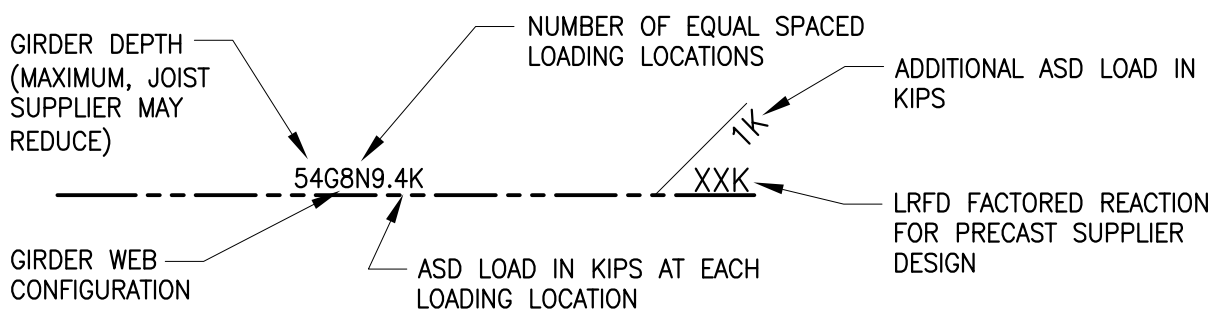 GIRDER DEPTH
(MAXIMUM, JOIST
SUPPLIER MAY
REDUCE)
NUMBER OF EQUAL SPACED
LOADING LOCATIONS
ADDITIONAL ASD LOAD IN
KIPS
1K
54G8N9.4K
XXK
LRFD FACTORED REACTION
FOR PRECAST SUPPLIER
DESIGN
GIRDER WEB
CONFIGURATION
ASD LOAD IN KIPS AT EACH
LOADING LOCATION